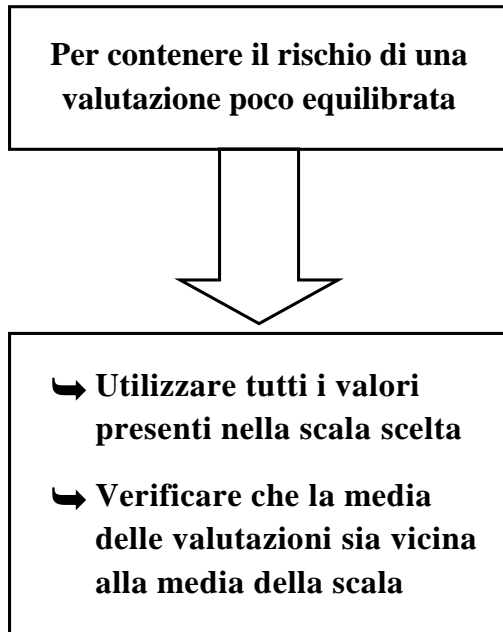 Per contenere il rischio di una
valutazione poco equilibrata
Utilizzare tutti i valori
presenti nella scala scelta
Verificare che la media
delle valutazioni sia vicina
alla media della scala